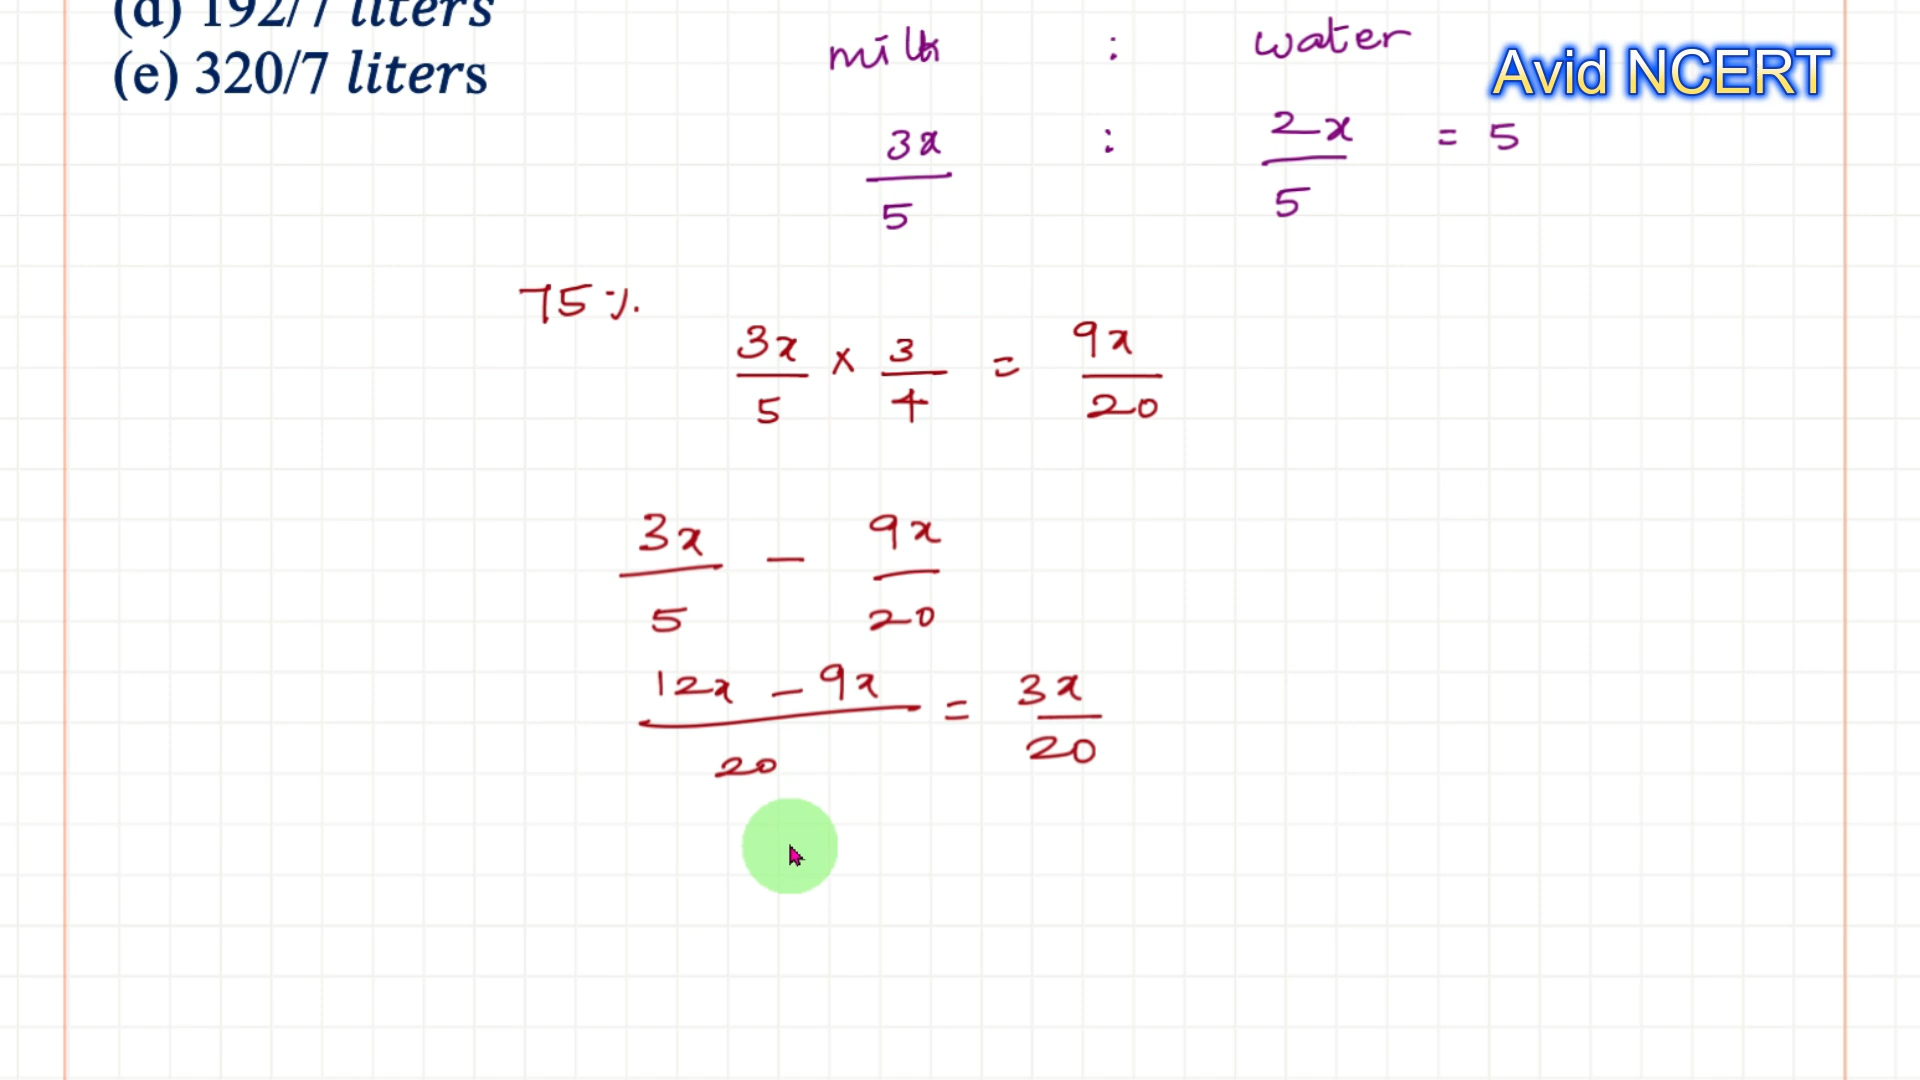 (d) 192/7 liters
(e) 320/7 liters
milk : water
Avid NCERT
3x/5 : 2x/5 = 5
75%
3x/5 × 3/4 = 9x/20
3x/5 − 9x/20
12x − 9x/20 = 3x/20